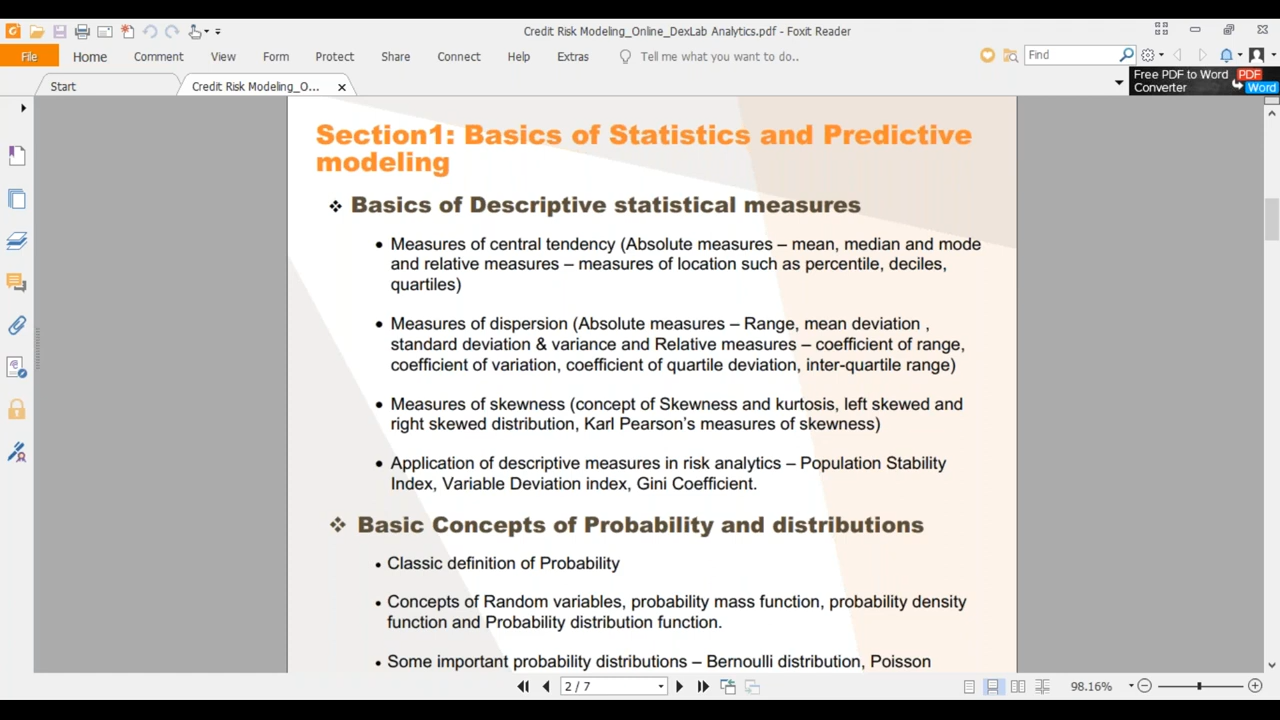 Credit Risk Modeling_Online_DexLab Analytics.pdf - Foxit Reader
File Home Comment View Form Protect Share Connect Help Extras Tell me what you want to do.. Find
Start Credit Risk Modeling_O...
Free PDF to Word
Converter
PDF
Word
Section1: Basics of Statistics and Predictive
modeling
Basics of Descriptive statistical measures
• Measures of central tendency (Absolute measures – mean, median and mode
and relative measures – measures of location such as percentile, deciles,
quartiles)
• Measures of dispersion (Absolute measures – Range, mean deviation ,
standard deviation & variance and Relative measures – coefficient of range,
coefficient of variation, coefficient of quartile deviation, inter-quartile range)
• Measures of skewness (concept of Skewness and kurtosis, left skewed and
right skewed distribution, Karl Pearson's measures of skewness)
• Application of descriptive measures in risk analytics – Population Stability
Index, Variable Deviation index, Gini Coefficient.
Basic Concepts of Probability and distributions
• Classic definition of Probability
• Concepts of Random variables, probability mass function, probability density
function and Probability distribution function.
• Some important probability distributions – Bernoulli distribution, Poisson
2 / 7
98.16%